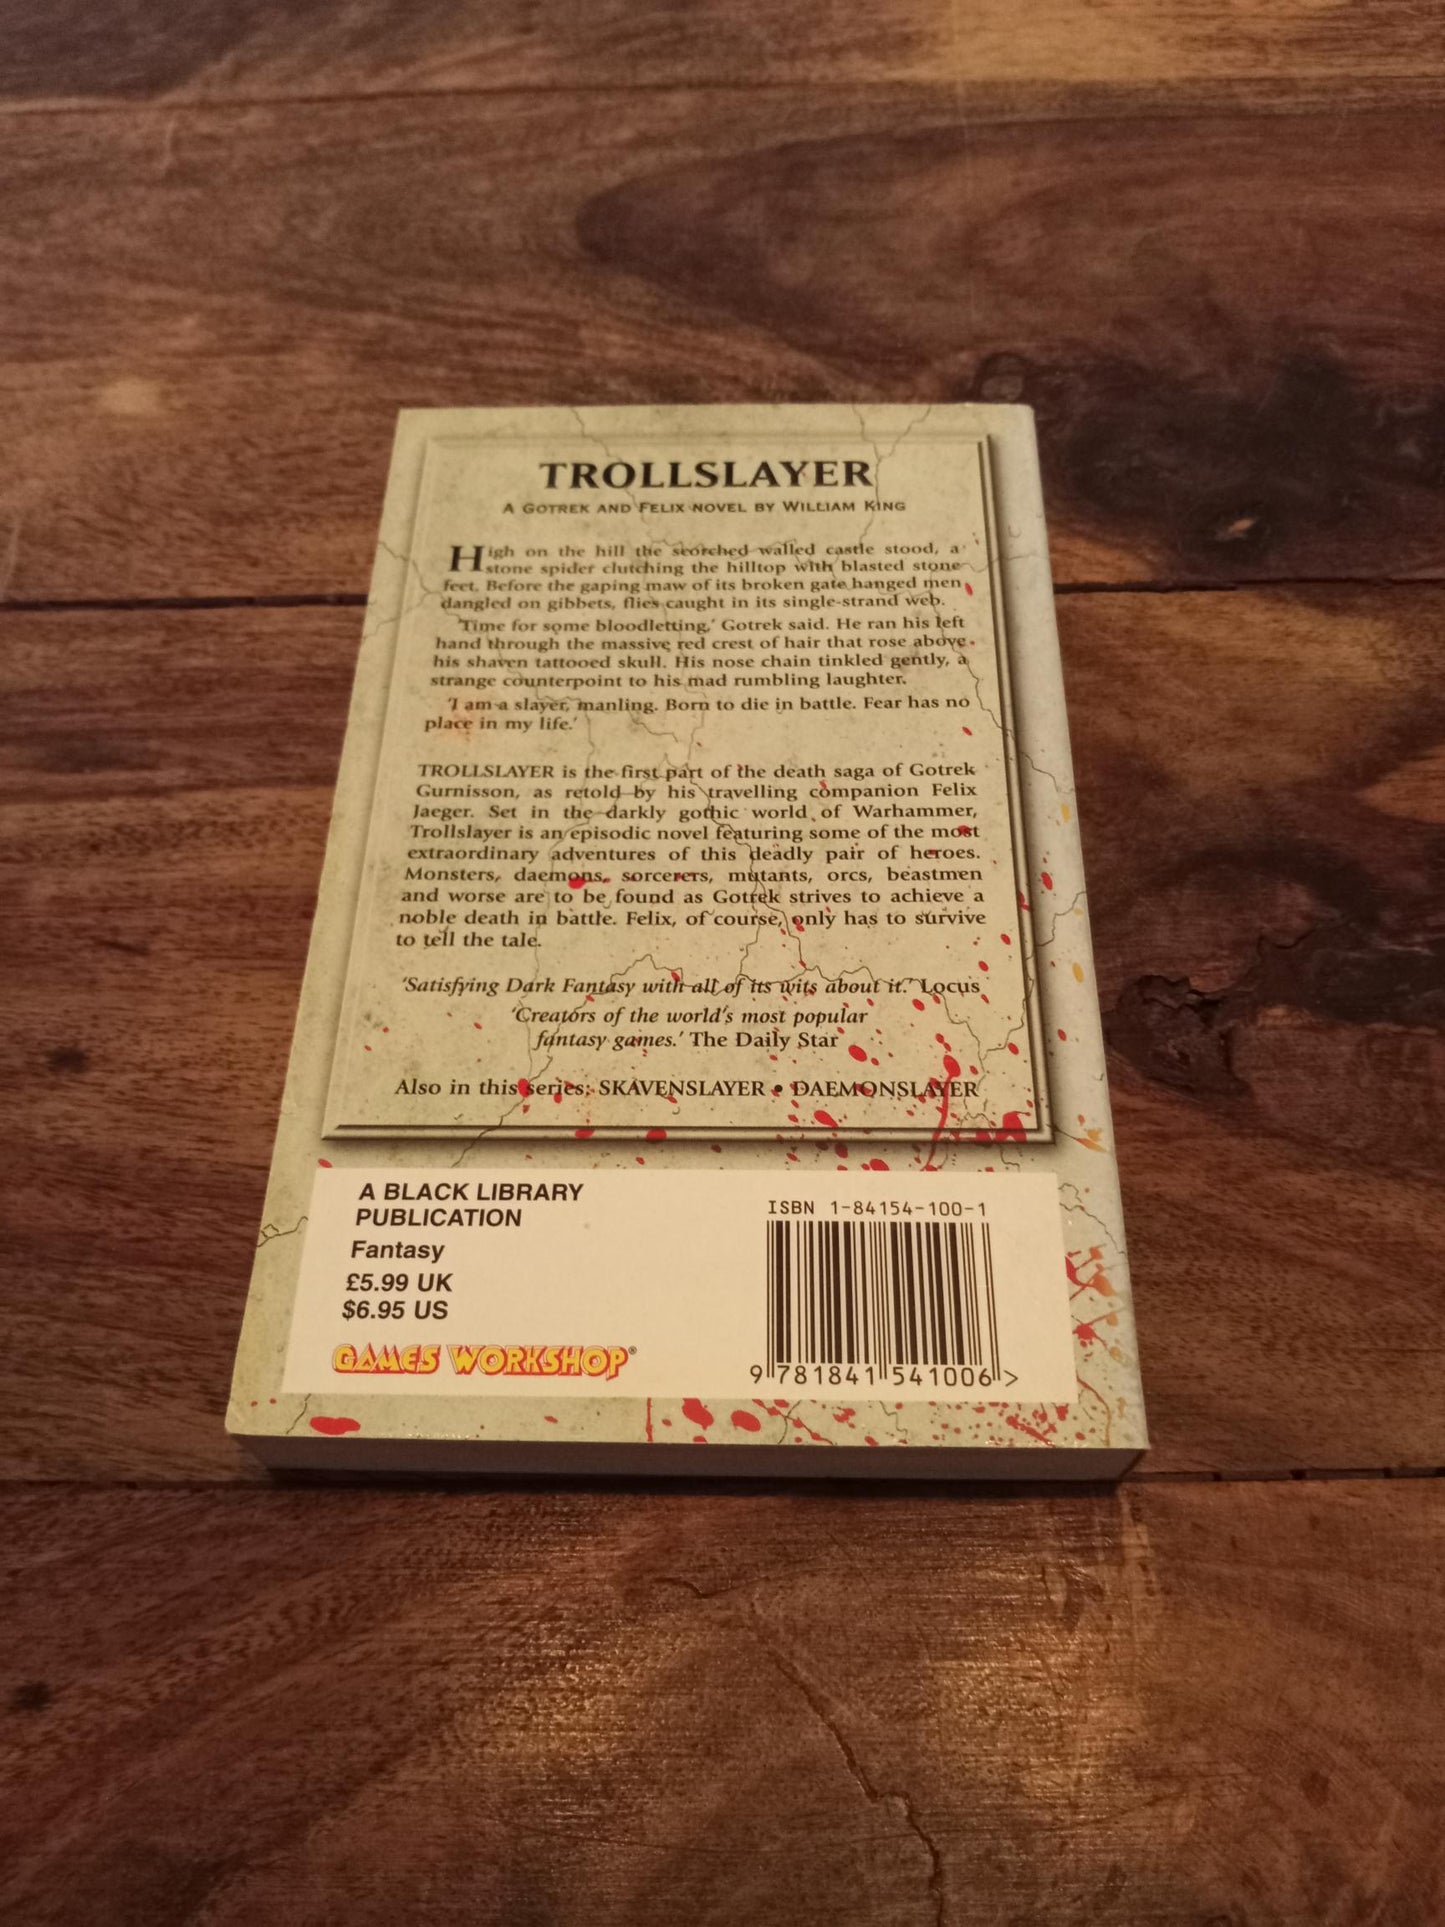 TROLLSLAYER
A GOTREK AND FELIX NOVEL BY WILLIAM KING
High on the hill the scorched walled castle stood, a
stone spider clutching the hilltop with blasted stone
feet. Before the gaping maw of its broken gate hanged men
dangled on gibbets, flies caught in its single-strand web.
'Time for some bloodletting,' Gotrek said. He ran his left
hand through the massive red crest of hair that rose above
his shaven tattooed skull. His nose chain tinkled gently, a
strange counterpoint to his mad rumbling laughter.
'I am a slayer, manling. Born to die in battle. Fear has no
place in my life.'
TROLLSLAYER is the first part of the death saga of Gotrek
Gurnisson, as retold by his travelling companion Felix
Jaeger. Set in the darkly gothic world of Warhammer,
Trollslayer is an episodic novel featuring some of the most
extraordinary adventures of this deadly pair of heroes.
Monsters, daemons, sorcerers, mutants, orcs, beastmen
and worse are to be found as Gotrek strives to achieve a
noble death in battle. Felix, of course, only has to survive
to tell the tale.
'Satisfying Dark Fantasy with all of its wits about it.' Locus
'Creators of the world's most popular
fantasy games.' The Daily Star
Also in this series: SKAVENSLAYER • DAEMONSLAYER
A BLACK LIBRARY
PUBLICATION
Fantasy
£5.99 UK
$6.95 US
GAMES WORKSHOP®
ISBN 1-84154-100-1
9 781841 541006 >